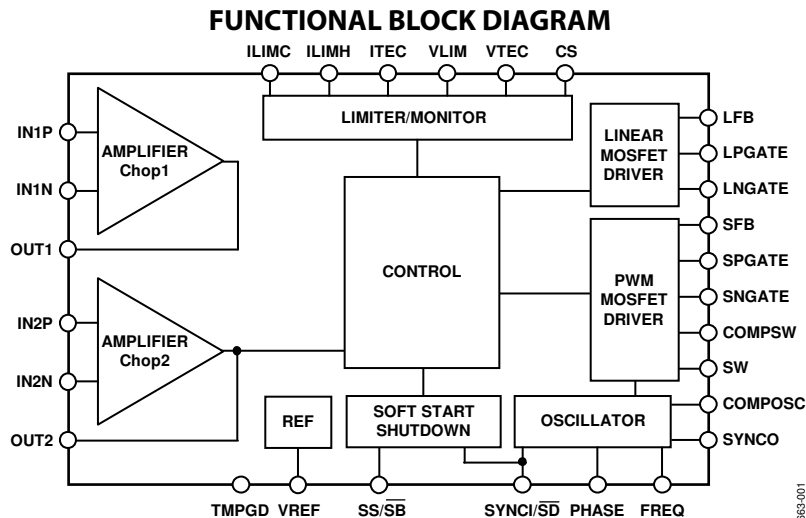 FUNCTIONAL BLOCK DIAGRAM
ILIMC ILIMH ITEC VLIM VTEC CS
LIMITER/MONITOR
IN1P
AMPLIFIER
Chop1
IN1N
OUT1
LINEAR
MOSFET
DRIVER
LFB
LPGATE
LNGATE
CONTROL
IN2P
AMPLIFIER
Chop2
IN2N
OUT2
PWM
MOSFET
DRIVER
SFB
SPGATE
SNGATE
COMPSW
SW
REF
SOFT START
SHUTDOWN
OSCILLATOR
COMPOSC
SYNCO
TMPGD VREF SS/S̅B̅ SYNCI/S̅D̅ PHASE FREQ
663-001